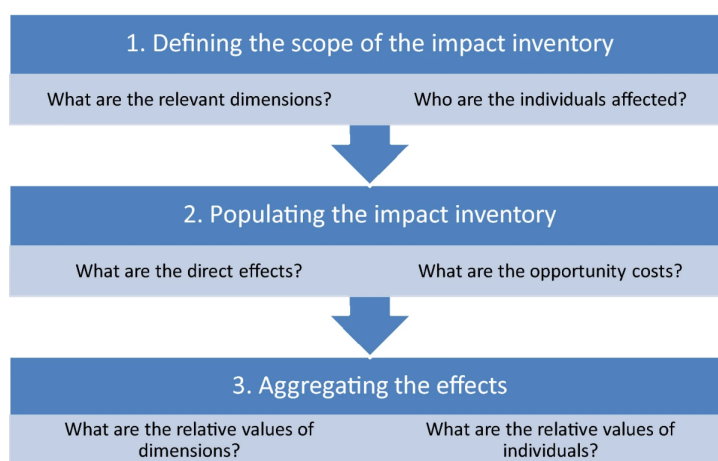 1. Defining the scope of the impact inventory
What are the relevant dimensions?
Who are the individuals affected?
2. Populating the impact inventory
What are the direct effects?
What are the opportunity costs?
3. Aggregating the effects
What are the relative values of
dimensions?
What are the relative values of
individuals?